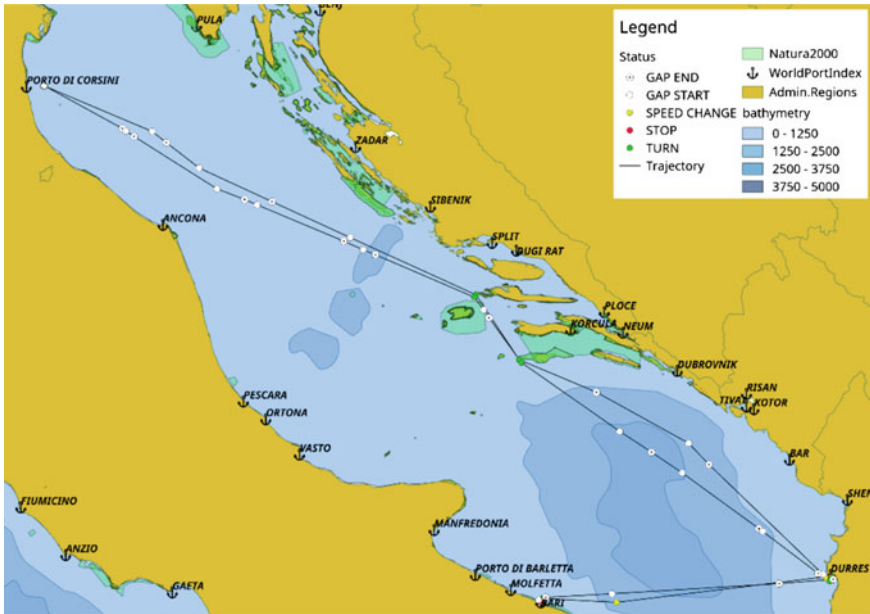 PULA
PORTO DI CORSINI
ZADAR
SIBENIK
ANCONA
SPLIT
DUGI RAT
PLOCE
KORCULA
NEUM
DUBROVNIK
RISAN
TIVAT
KOTOR
PESCARA
ORTONA
VASTO
BAR
FIUMICINO
SHEN
MANFREDONIA
ANZIO
PORTO DI BARLETTA
DURRES
GAETA
MOLFETTA
BARI
Legend
Status
GAP END
GAP START
SPEED CHANGE
STOP
TURN
Trajectory
Natura2000
WorldPortIndex
Admin.Regions
bathymetry
0 - 1250
1250 - 2500
2500 - 3750
3750 - 5000